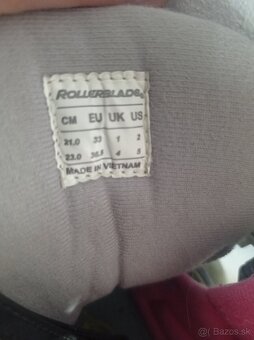 ROLLERBLADE®
CM EU UK US
21.0 33 1 2
23.0 36.5 4 5
MADE IN VIETNAM
Bazos.sk